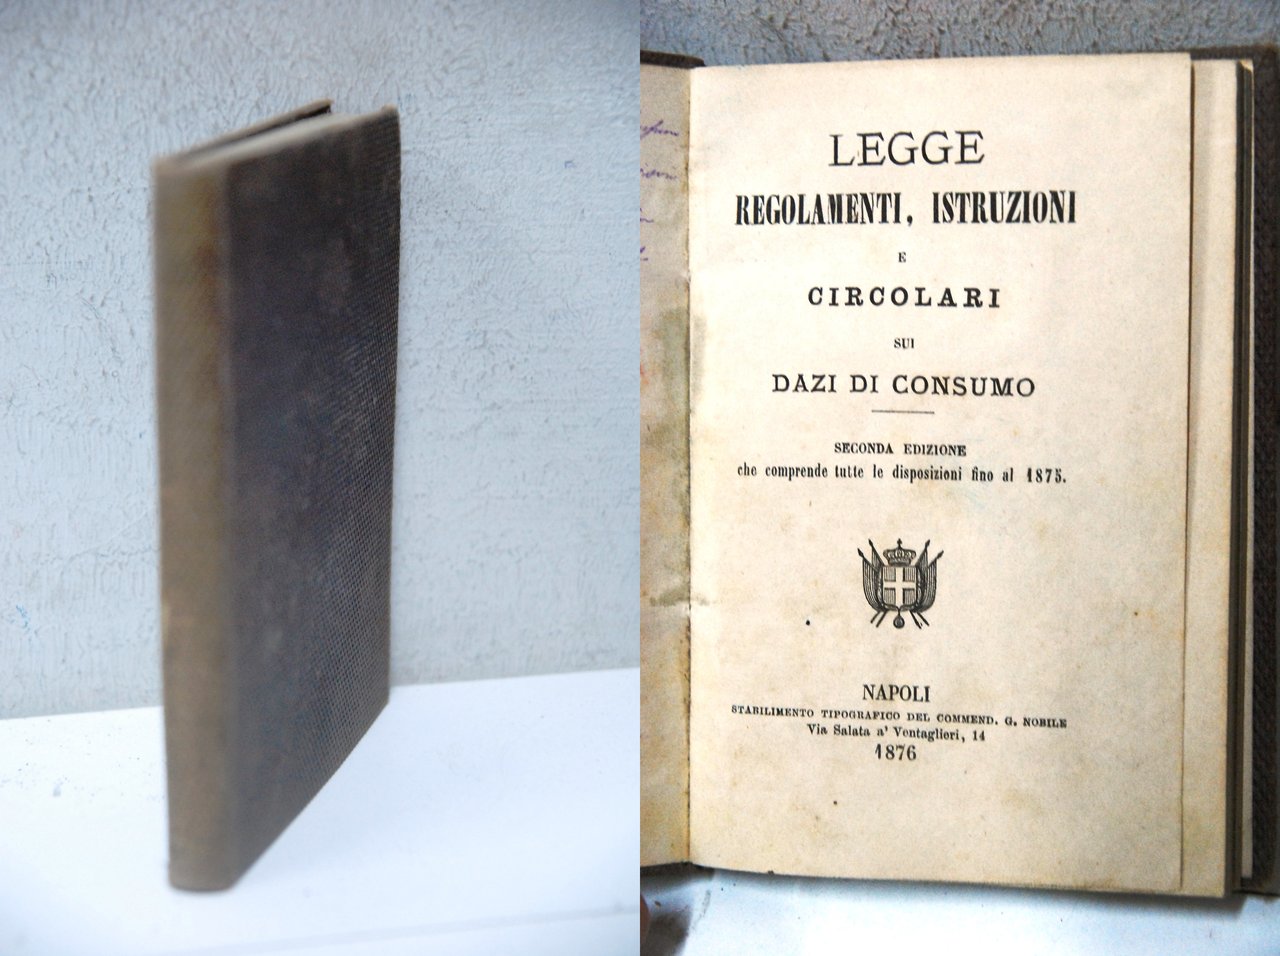 LEGGE
REGOLAMENTI, ISTRUZIONI
E
CIRCOLARI
SUI
DAZI DI CONSUMO
SECONDA EDIZIONE
che comprende tutte le disposizioni fino al 1875.
NAPOLI
STABILIMENTO TIPOGRAFICO DEL COMMEND. G. NOBILE
Via Salata a' Ventaglieri, 14
1876